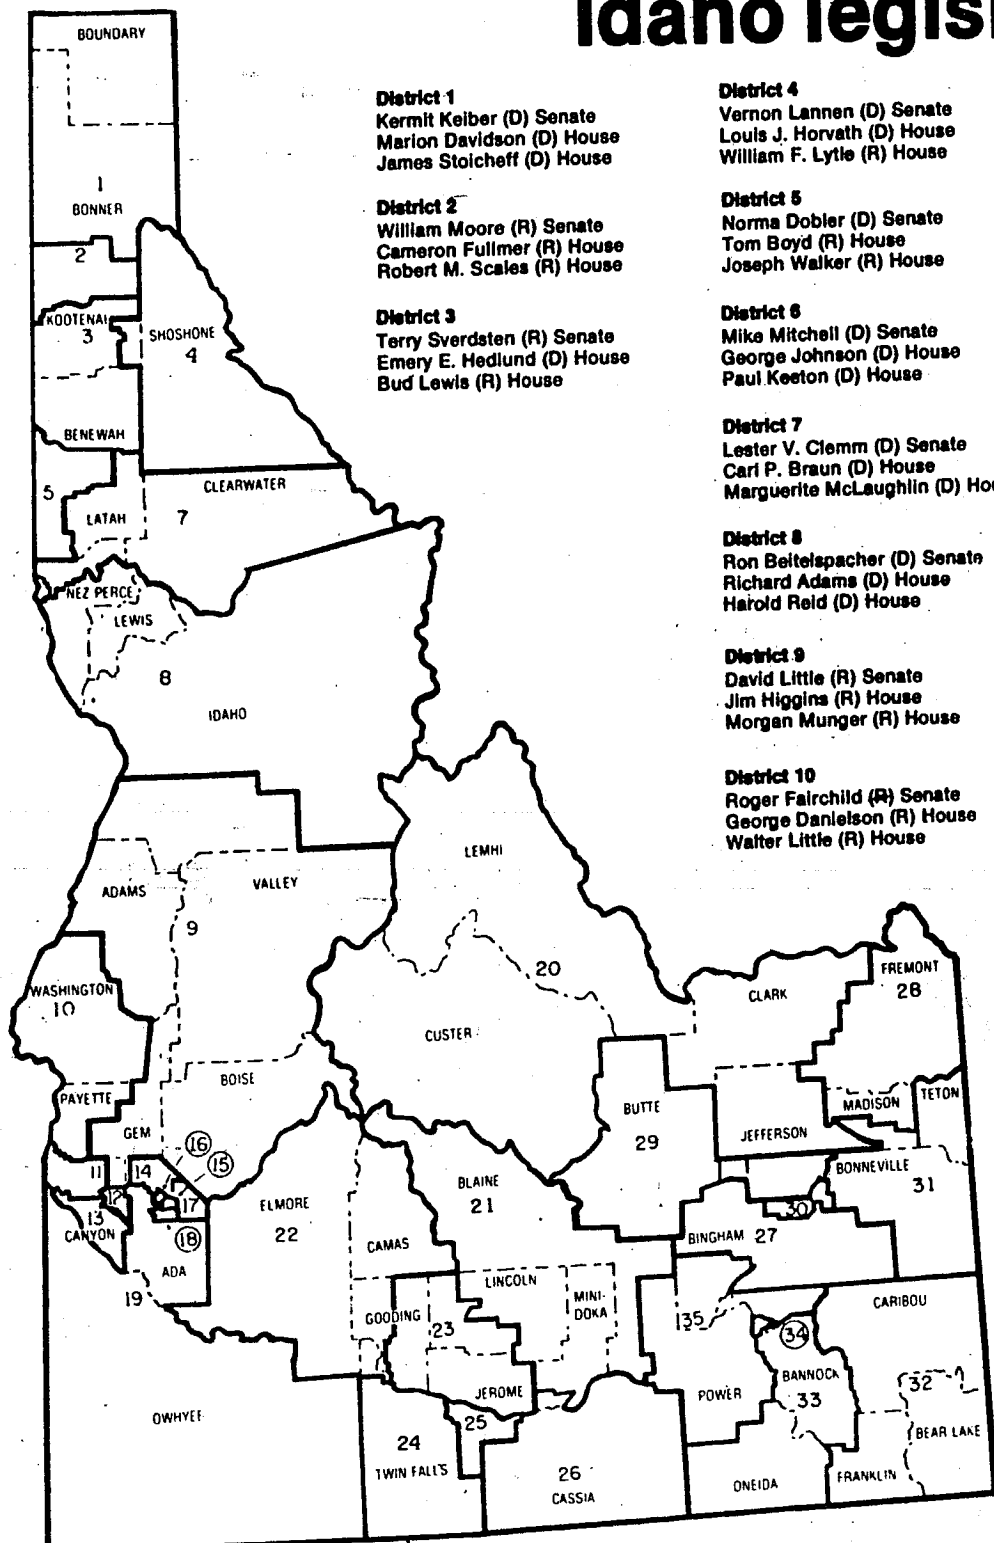 Idaho legis
District 1
Kermit Keiber (D) Senate
Marion Davidson (D) House
James Stoicheff (D) House
District 2
William Moore (R) Senate
Cameron Fullmer (R) House
Robert M. Scales (R) House
District 3
Terry Sverdsten (R) Senate
Emery E. Hedlund (D) House
Bud Lewis (R) House
District 4
Vernon Lannen (D) Senate
Louis J. Horvath (D) House
William F. Lytle (R) House
District 5
Norma Dobler (D) Senate
Tom Boyd (R) House
Joseph Walker (R) House
District 6
Mike Mitchell (D) Senate
George Johnson (D) House
Paul Keeton (D) House
District 7
Lester V. Clemm (D) Senate
Carl P. Braun (D) House
Marguerite McLaughlin (D) Hou
District 8
Ron Beitelspacher (D) Senate
Richard Adams (D) House
Harold Reid (D) House
District 9
David Little (R) Senate
Jim Higgins (R) House
Morgan Munger (R) House
District 10
Roger Fairchild (R) Senate
George Danielson (R) House
Walter Little (R) House
BOUNDARY
1
BONNER
2
KOOTENAI
3
SHOSHONE
4
BENEWAH
5
CLEARWATER
LATAH
7
NEZ PERCE
LEWIS
8
IDAHO
LEMHI
ADAMS
VALLEY
9
20
WASHINGTON
10
CLARK
FREMONT
28
CUSTER
BOISE
PAYETTE
BUTTE
29
MADISON
TETON
GEM
JEFFERSON
16
15
11
14
BONNEVILLE
31
12
17
ELMORE
22
BLAINE
21
30
13
CANYON
18
CAMAS
BINGHAM
27
ADA
19
LINCOLN
MINI-
DOKA
CARIBOU
GOODING
23
135
34
JEROME
POWER
BANNOCK
33
32
OWHYEE
25
24
TWIN FALLS
26
CASSIA
BEAR LAKE
ONEIDA
FRANKLIN